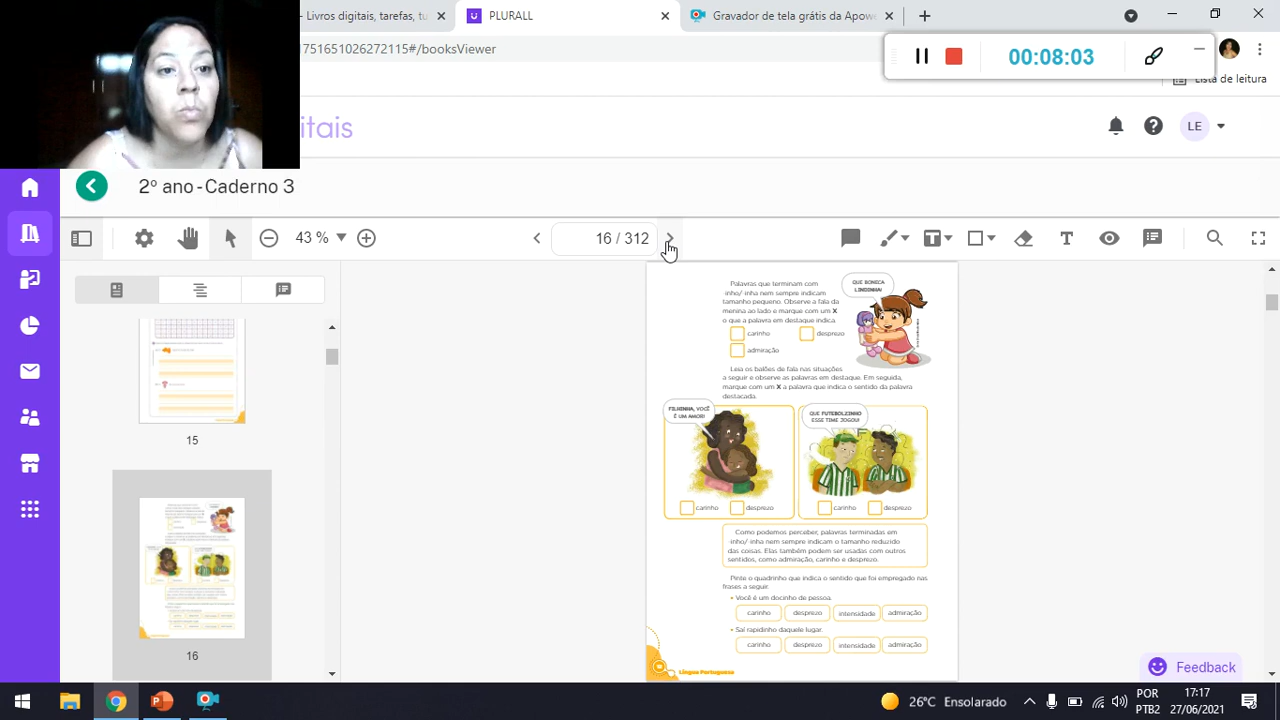 - Livros digitais, tarefas, tu
PLURALL
Gravador de tela grátis da Apowe
751651026272115#/booksViewer
00:08:03
Lista de leitura
itais
LE
2º ano - Caderno 3
43 %
16 / 312
15
16
Palavras que terminam com
-inho/-inha nem sempre indicam
tamanho pequeno. Observe a fala da
menina ao lado e marque com um X
o que a palavra em destaque indica.
QUE BONECA
LINDINHA!
carinho
desprezo
admiração
Leia os balões de fala nas situações
a seguir e observe as palavras em destaque. Em seguida,
marque com um X a palavra que indica o sentido da palavra
destacada.
FILHINHA, VOCÊ
É UM AMOR!
QUE FUTEBOLZINHO
ESSE TIME JOGOU!
carinho
desprezo
carinho
desprezo
Como podemos perceber, palavras terminadas em
-inho/-inha nem sempre indicam o tamanho reduzido
das coisas. Elas também podem ser usadas com outros
sentidos, como admiração, carinho e desprezo.
Pinte o quadrinho que indica o sentido que foi empregado nas
frases a seguir.
• Você é um docinho de pessoa.
carinho
desprezo
intensidade
admiração
• Saí rapidinho daquele lugar.
carinho
desprezo
intensidade
admiração
Língua Portuguesa
Feedback
26°C Ensolarado
POR
PTB2
17:17
27/06/2021